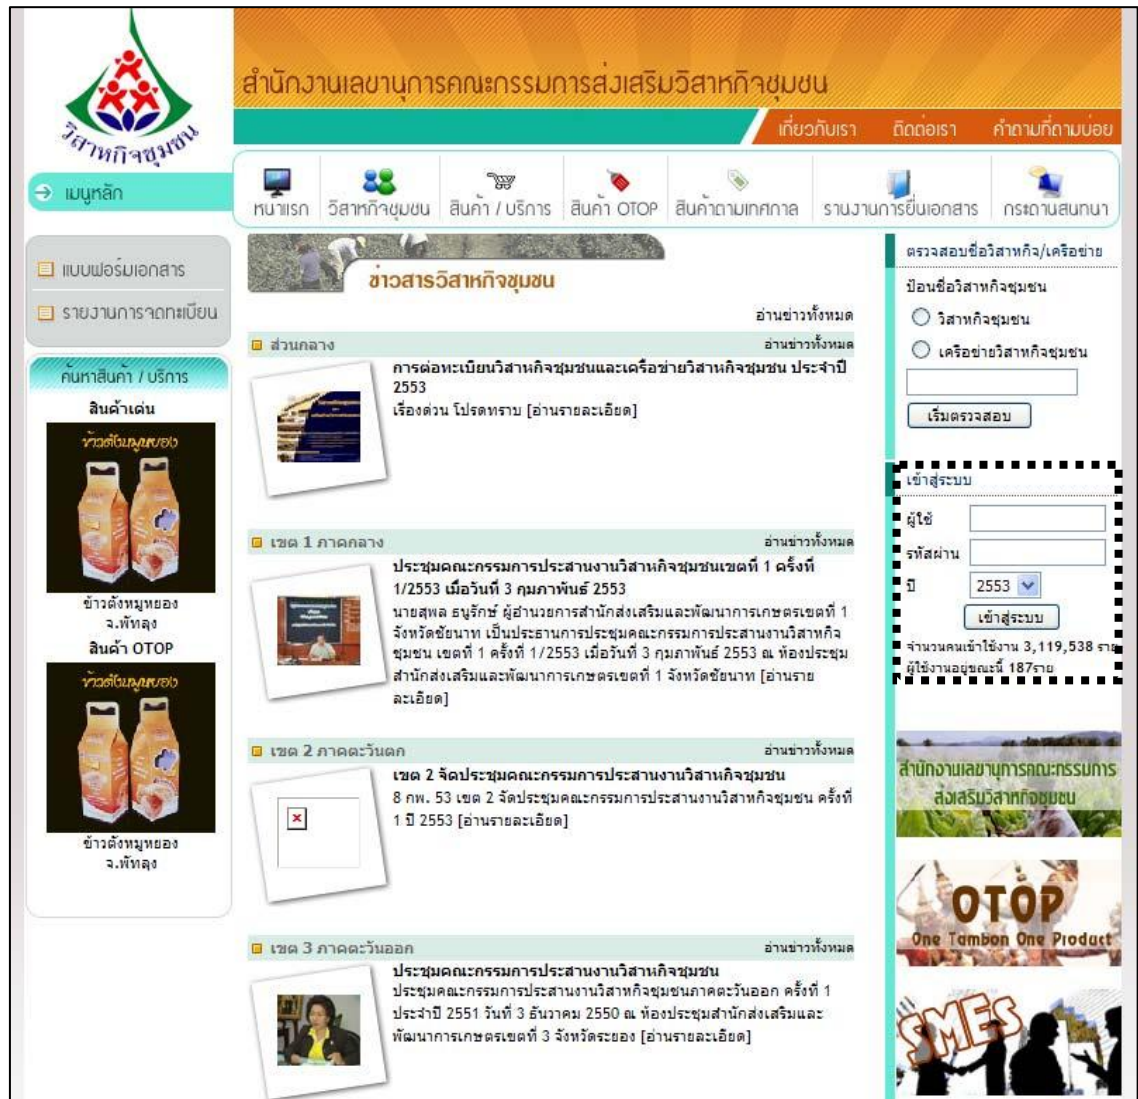 วิสาหกิจชุมชน
สำนักงานเลขานุการคณะกรรมการส่งเสริมวิสาหกิจชุมชน
เกี่ยวกับเรา ติดต่อเรา คำถามที่ถามบ่อย
หน้าแรก วิสาหกิจชุมชน สินค้า / บริการ สินค้า OTOP สินค้าตามเทศกาล รายงานการยื่นเอกสาร กระดานสนทนา
เมนูหลัก
แบบฟอร์มเอกสาร
รายงานการจดทะเบียน
ค้นหาสินค้า / บริการ
สินค้าเด่น
ข้าวตังหมูหยอง
ข้าวตังหมูหยอง
จ.พัทลุง
สินค้า OTOP
ข้าวตังหมูหยอง
ข้าวตังหมูหยอง
จ.พัทลุง
ข่าวสารวิสาหกิจชุมชน
อ่านข่าวทั้งหมด
ส่วนกลาง อ่านข่าวทั้งหมด
การต่อทะเบียนวิสาหกิจชุมชนและเครือข่ายวิสาหกิจชุมชน ประจำปี
2553
เรื่องด่วน โปรดทราบ [อ่านรายละเอียด]
เขต 1 ภาคกลาง อ่านข่าวทั้งหมด
ประชุมคณะกรรมการประสานงานวิสาหกิจชุมชนเขตที่ 1 ครั้งที่
1/2553 เมื่อวันที่ 3 กุมภาพันธ์ 2553
นายสุพล ธนูรักษ์ ผู้อำนวยการสำนักส่งเสริมและพัฒนาการเกษตรเขตที่ 1
จังหวัดชัยนาท เป็นประธานการประชุมคณะกรรมการประสานงานวิสาหกิจ
ชุมชน เขตที่ 1 ครั้งที่ 1/2553 เมื่อวันที่ 3 กุมภาพันธ์ 2553 ณ ห้องประชุม
สำนักส่งเสริมและพัฒนาการเกษตรเขตที่ 1 จังหวัดชัยนาท [อ่านราย
ละเอียด]
เขต 2 ภาคตะวันตก อ่านข่าวทั้งหมด
เขต 2 จัดประชุมคณะกรรมการประสานงานวิสาหกิจชุมชน
8 กพ. 53 เขต 2 จัดประชุมคณะกรรมการประสานงานวิสาหกิจชุมชน ครั้งที่
1 ปี 2553 [อ่านรายละเอียด]
เขต 3 ภาคตะวันออก อ่านข่าวทั้งหมด
ประชุมคณะกรรมการประสานงานวิสาหกิจชุมชน
ประชุมคณะกรรมการประสานงานวิสาหกิจชุมชนภาคตะวันออก ครั้งที่ 1
ประจำปี 2551 วันที่ 3 ธันวาคม 2550 ณ ห้องประชุมสำนักส่งเสริมและ
พัฒนาการเกษตรเขตที่ 3 จังหวัดระยอง [อ่านรายละเอียด]
ตรวจสอบชื่อวิสาหกิจ/เครือข่าย
ป้อนชื่อวิสาหกิจชุมชน
วิสาหกิจชุมชน
เครือข่ายวิสาหกิจชุมชน
เริ่มตรวจสอบ
เข้าสู่ระบบ
ผู้ใช้
รหัสผ่าน
ปี 2553
เข้าสู่ระบบ
จำนวนคนเข้าใช้งาน 3,119,538 ราย
ผู้ใช้งานอยู่ขณะนี้ 187ราย
สำนักงานเลขานุการคณะกรรมการ
ส่งเสริมวิสาหกิจชุมชน
OTOP
One Tambon One Product
SMEs